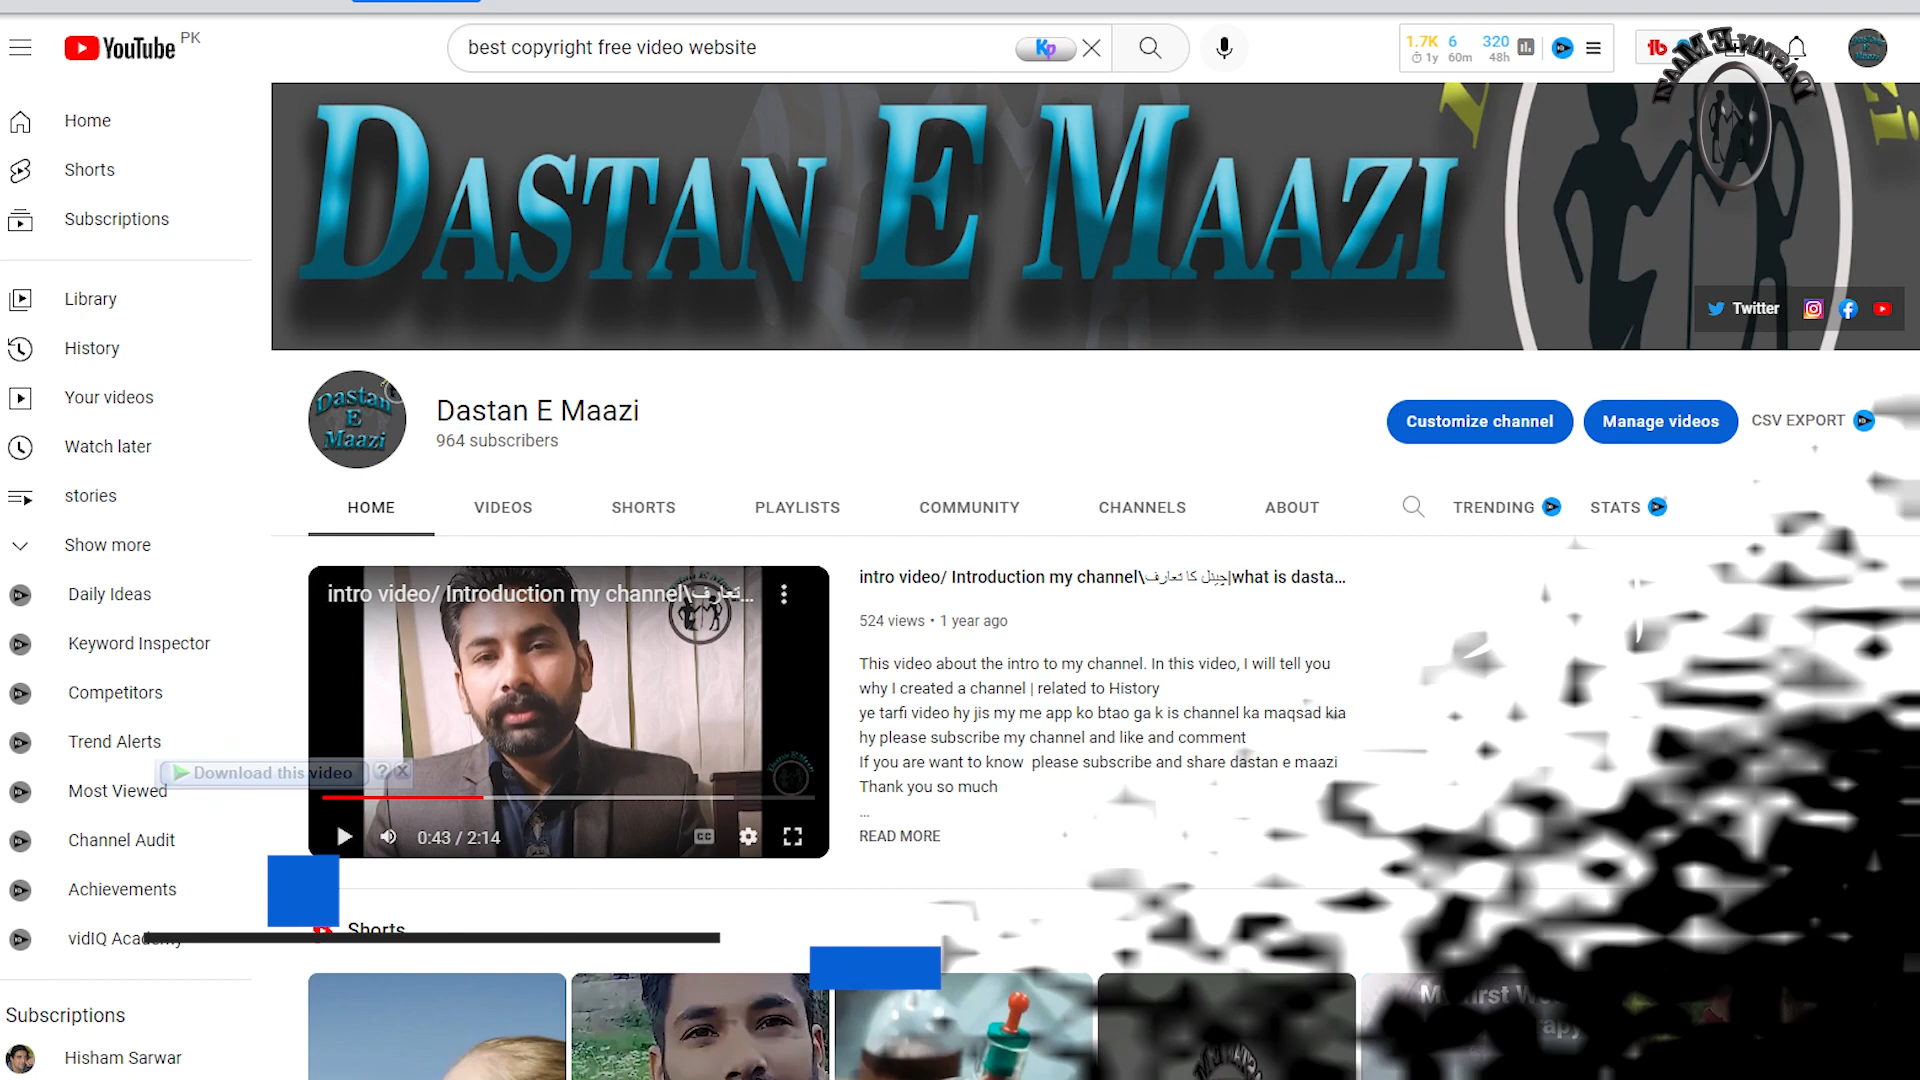 YouTube PK
best copyright free video website
Kp
1.7K 6 320
1y 60m 48h
DASTAN E MAAZI
Home
Shorts
Subscriptions
Library
History
Your videos
Watch later
stories
Show more
Daily Ideas
Keyword Inspector
Competitors
Trend Alerts
Most Viewed
Channel Audit
Achievements
vidIQ Academy
Subscriptions
Hisham Sarwar
DASTAN E MAAZI
Twitter
Dastan E Maazi
Dastan E Maazi
964 subscribers
Customize channel
Manage videos
CSV EXPORT
HOME
VIDEOS
SHORTS
PLAYLISTS
COMMUNITY
CHANNELS
ABOUT
TRENDING
STATS
intro video/ Introduction my channel\تعارف...
Download this video
0:43 / 2:14
CC
intro video/ Introduction my channel\چینل کا تعارف|what is dasta...
524 views • 1 year ago
This video about the intro to my channel. In this video, I will tell you
why I created a channel | related to History
ye tarfi video hy jis my me app ko btao ga k is channel ka maqsad kia
hy please subscribe my channel and like and comment
If you are want to know  please subscribe and share dastan e maazi
Thank you so much
...
READ MORE
Shorts